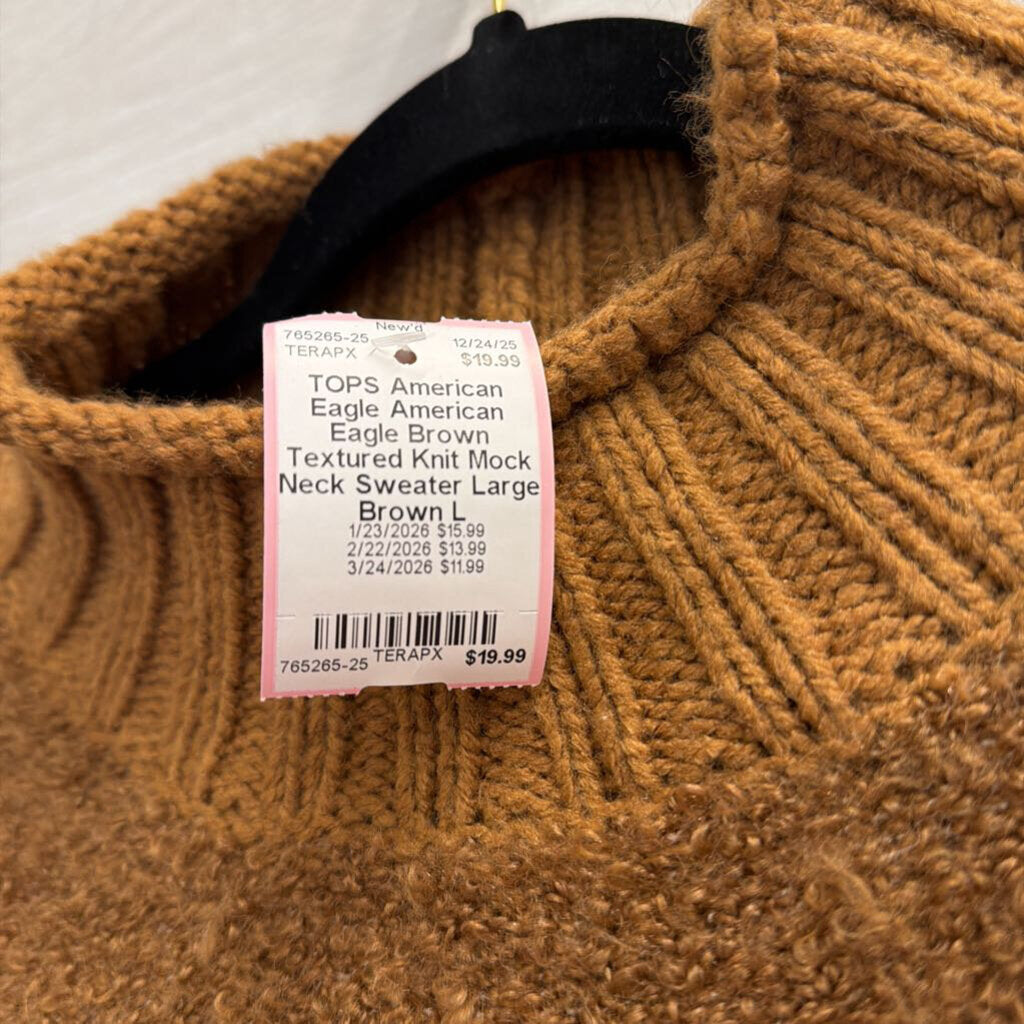 New'd
765265-25 12/24/25
TERAPX $19.99
TOPS American
Eagle American
Eagle Brown
Textured Knit Mock
Neck Sweater Large
Brown L
1/23/2026 $15.99
2/22/2026 $13.99
3/24/2026 $11.99
765265-25 TERAPX $19.99